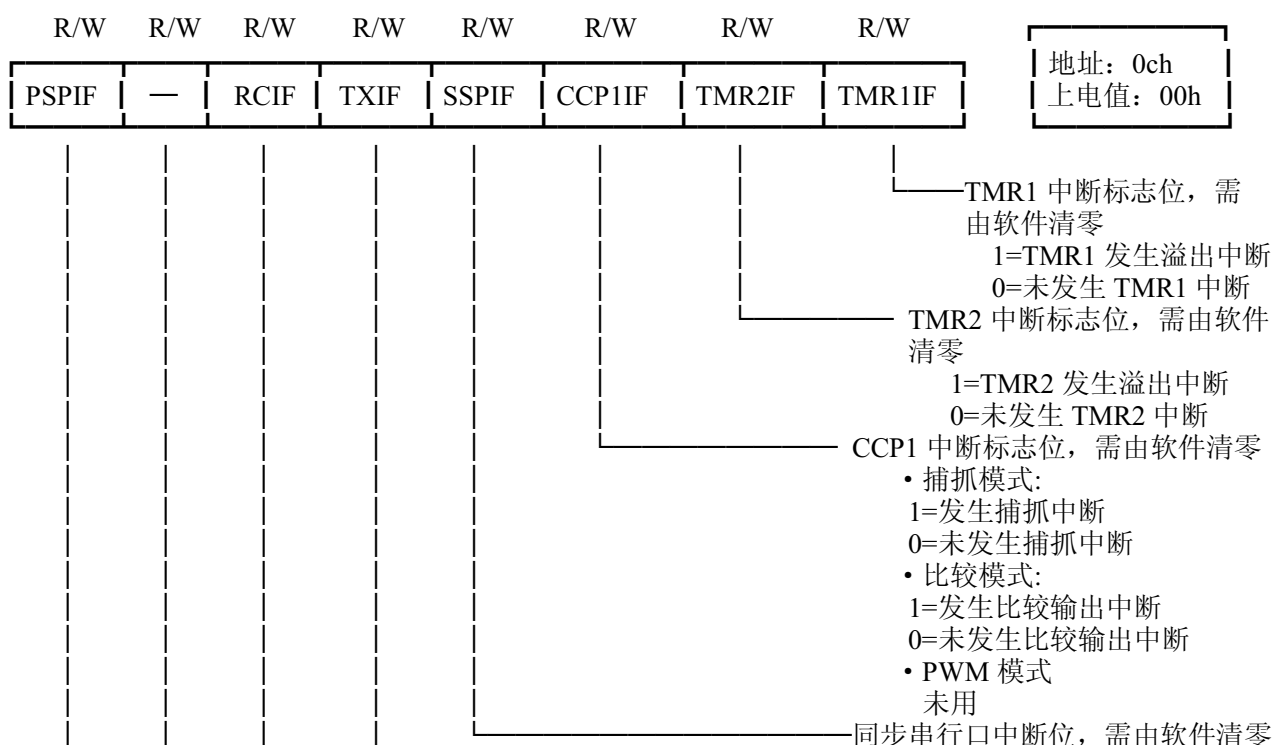 R/W R/W R/W R/W R/W R/W R/W R/W
地址：0ch
PSPIF — RCIF TXIF SSPIF CCP1IF TMR2IF TMR1IF
上电值：00h
TMR1 中断标志位，需
由软件清零
1=TMR1 发生溢出中断
0=未发生 TMR1 中断
TMR2 中断标志位，需由软件
清零
1=TMR2 发生溢出中断
0=未发生 TMR2 中断
CCP1 中断标志位，需由软件清零
·捕抓模式:
1=发生捕抓中断
0=未发生捕抓中断
·比较模式:
1=发生比较输出中断
0=未发生比较输出中断
·PWM 模式
未用
同步串行口中断位，需由软件清零